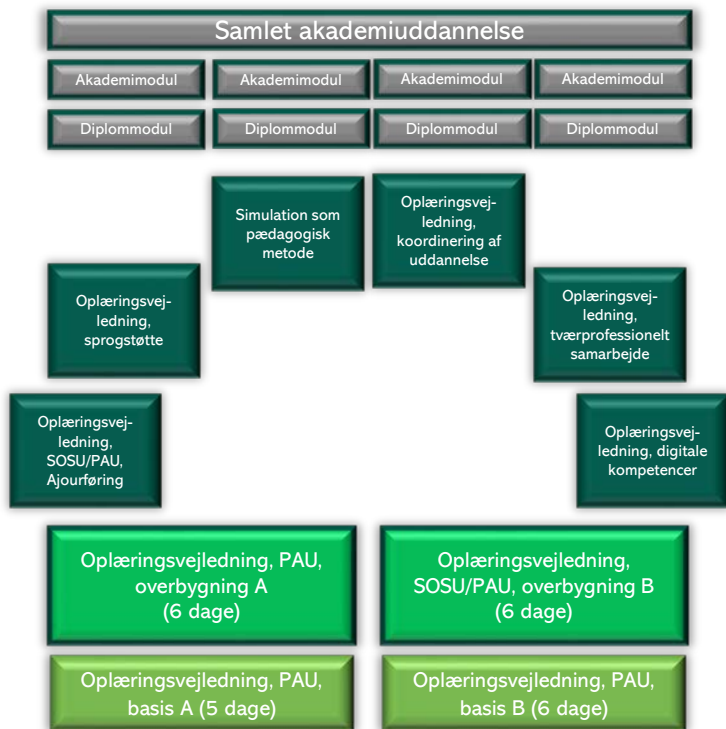 Samlet akademiuddannelse
Akademimodul
Akademimodul
Akademimodul
Akademimodul
Diplommodul
Diplommodul
Diplommodul
Diplommodul
Simulation som
pædagogisk
metode
Oplæringsvej-
ledning,
koordinering af
uddannelse
Oplæringsvej-
ledning,
sprogstøtte
Oplæringsvej-
ledning,
tværprofessionelt
samarbejde
Oplæringsvej-
ledning,
SOSU/PAU,
Ajourføring
Oplæringsvej-
ledning, digitale
kompetencer
Oplæringsvejledning, PAU,
overbygning A
(6 dage)
Oplæringsvejledning,
SOSU/PAU, overbygning B
(6 dage)
Oplæringsvejledning, PAU,
basis A (5 dage)
Oplæringsvejledning, PAU,
basis B (6 dage)